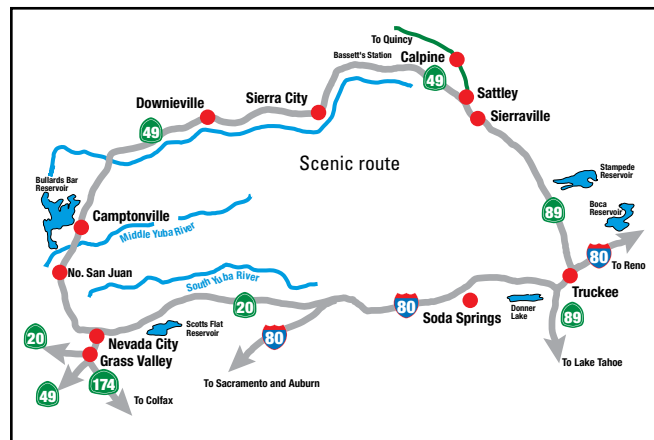 To Quincy
Bassett's Station
Calpine
49
Sattley
Sierraville
Sierra City
Downieville
49
Scenic route
Stampede
Reservoir
Bullards Bar
Reservoir
Boca
Reservoir
89
Camptonville
Middle Yuba River
80
To Reno
No. San Juan
South Yuba River
Truckee
20
80
Soda Springs
Donner
Lake
89
Scotts Flat
Reservoir
80
20
Nevada City
Grass Valley
To Lake Tahoe
174
49
To Sacramento and Auburn
To Colfax